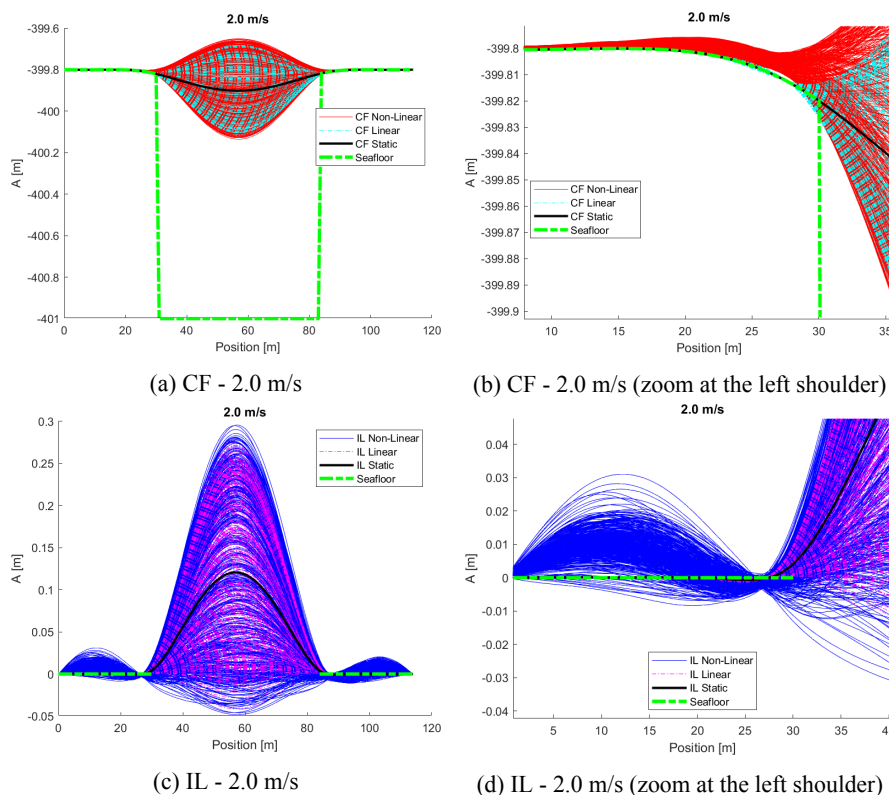 2.0 m/s
-399.6
-399.8
-400
-400.2
-400.4
-400.6
-400.8
-401
A [m]
0
20
40
60
80
100
120
Position [m]
CF Non-Linear
CF Linear
CF Static
Seafloor
(a) CF - 2.0 m/s
2.0 m/s
-399.8
-399.81
-399.82
-399.83
-399.84
-399.85
-399.86
-399.87
-399.88
-399.89
-399.9
A [m]
10
15
20
25
30
35
Position [m]
CF Non-Linear
CF Linear
CF Static
Seafloor
(b) CF - 2.0 m/s (zoom at the left shoulder)
2.0 m/s
0.3
0.25
0.2
0.15
0.1
0.05
0
-0.05
A [m]
0
20
40
60
80
100
120
Position [m]
IL Non-Linear
IL Linear
IL Static
Seafloor
(c) IL - 2.0 m/s
2.0 m/s
0.04
0.03
0.02
0.01
0
-0.01
-0.02
-0.03
-0.04
A [m]
5
10
15
20
25
30
35
Position [m]
IL Non-Linear
IL Linear
IL Static
Seafloor
(d) IL - 2.0 m/s (zoom at the left shoulder)